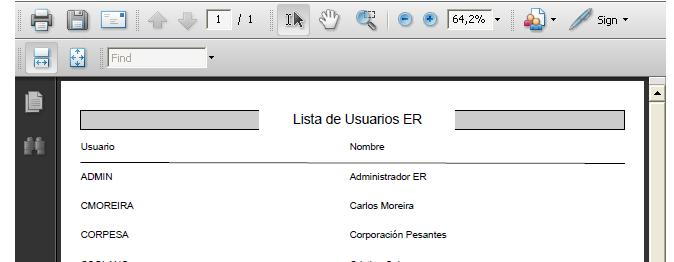 1 / 1 64,2% Sign
Find
Lista de Usuarios ER
Usuario Nombre
ADMIN Administrador ER
CMOREIRA Carlos Moreira
CORPESA Corporación Pesantes